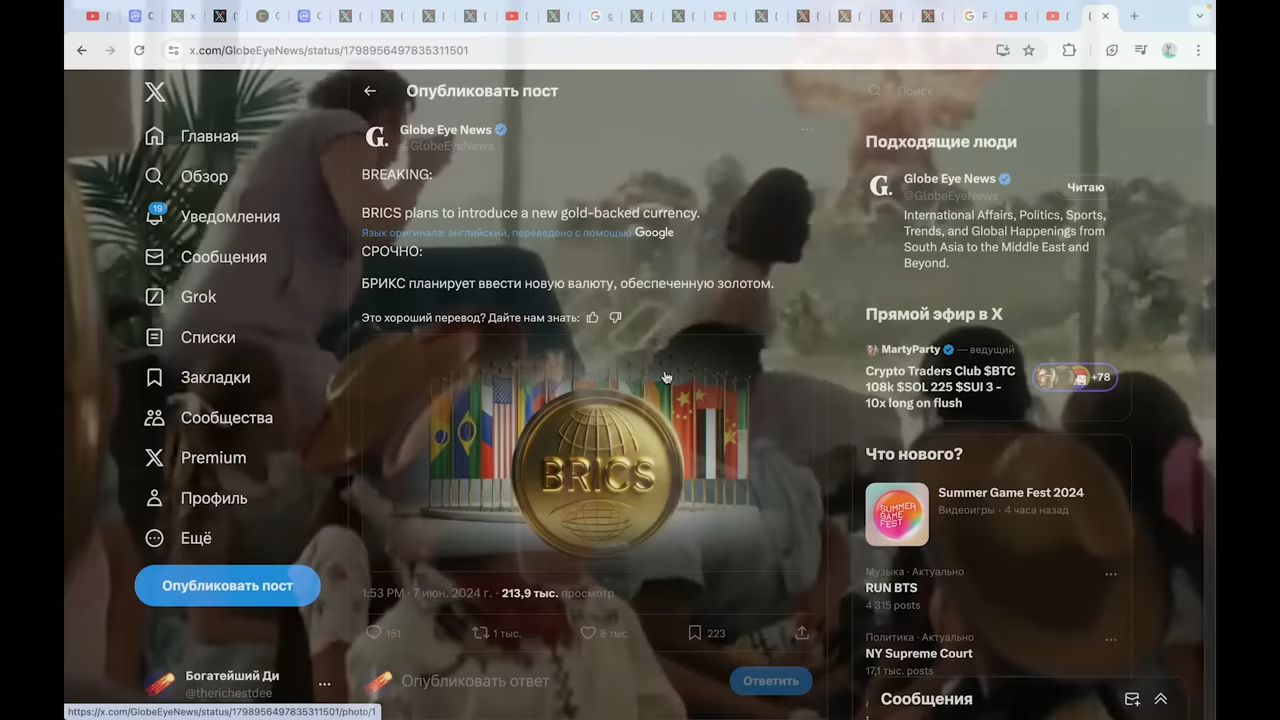 x.com/GlobeEyeNews/status/1798956497835311501
Главная
Обзор
19
Уведомления
Сообщения
Grok
Списки
Закладки
Сообщества
Premium
Профиль
Ещё
Опубликовать пост
Богатейший Ди
@therichestdee
Опубликовать пост
G.
Globe Eye News
@GlobeEyeNews
BREAKING:
BRICS plans to introduce a new gold-backed currency.
Язык оригинала: английский, переведено с помощью Google
СРОЧНО:
БРИКС планирует ввести новую валюту, обеспеченную золотом.
Это хороший перевод? Дайте нам знать:
BRICS
1:53 PM · 7 июн. 2024 г. · 213,9 тыс. просмотр
151
1 тыс.
8 тыс.
223
Опубликовать ответ
Ответить
Поиск
Подходящие люди
G.
Globe Eye News
@GlobeEyeNews
Читаю
International Affairs, Politics, Sports,
Trends, and Global Happenings from
South Asia to the Middle East and
Beyond.
Прямой эфир в X
MartyParty — ведущий
Crypto Traders Club $BTC
108k $SOL 225 $SUI 3 -
10x long on flush
+78
Что нового?
SUMMER
GAME
FEST
Summer Game Fest 2024
Видеоигры · 4 часа назад
Музыка · Актуально
RUN BTS
4 315 posts
Политика · Актуально
NY Supreme Court
17,1 тыс. posts
Сообщения
https://x.com/GlobeEyeNews/status/1798956497835311501/photo/1